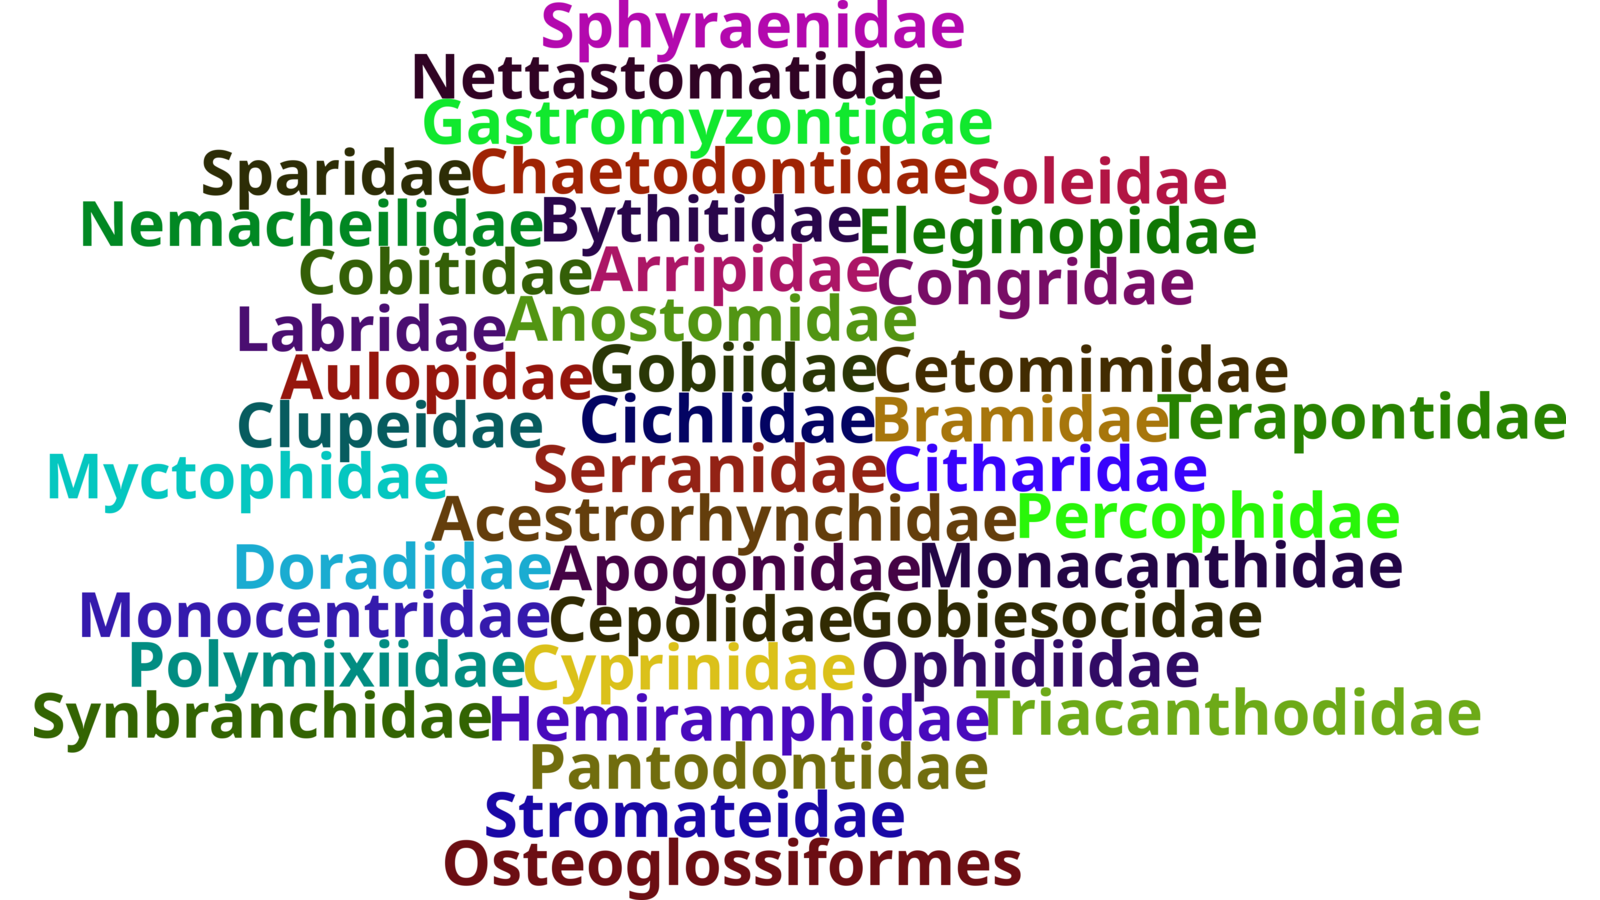 Sphyraenidae
Nettastomatidae
Gastromyzontidae
Sparidae Chaetodontidae Soleidae
Nemacheilidae Bythitidae Eleginopidae
Cobitidae Arripidae Congridae
Labridae Anostomidae
Aulopidae Gobiidae Cetomimidae
Clupeidae Cichlidae Bramidae Terapontidae
Myctophidae Serranidae Citharidae
Acestrorhynchidae Percophidae
Doradidae Apogonidae Monacanthidae
Monocentridae Cepolidae Gobiesocidae
Polymixiidae Cyprinidae Ophidiidae
Synbranchidae Hemiramphidae Triacanthodidae
Pantodontidae
Stromateidae
Osteoglossiformes